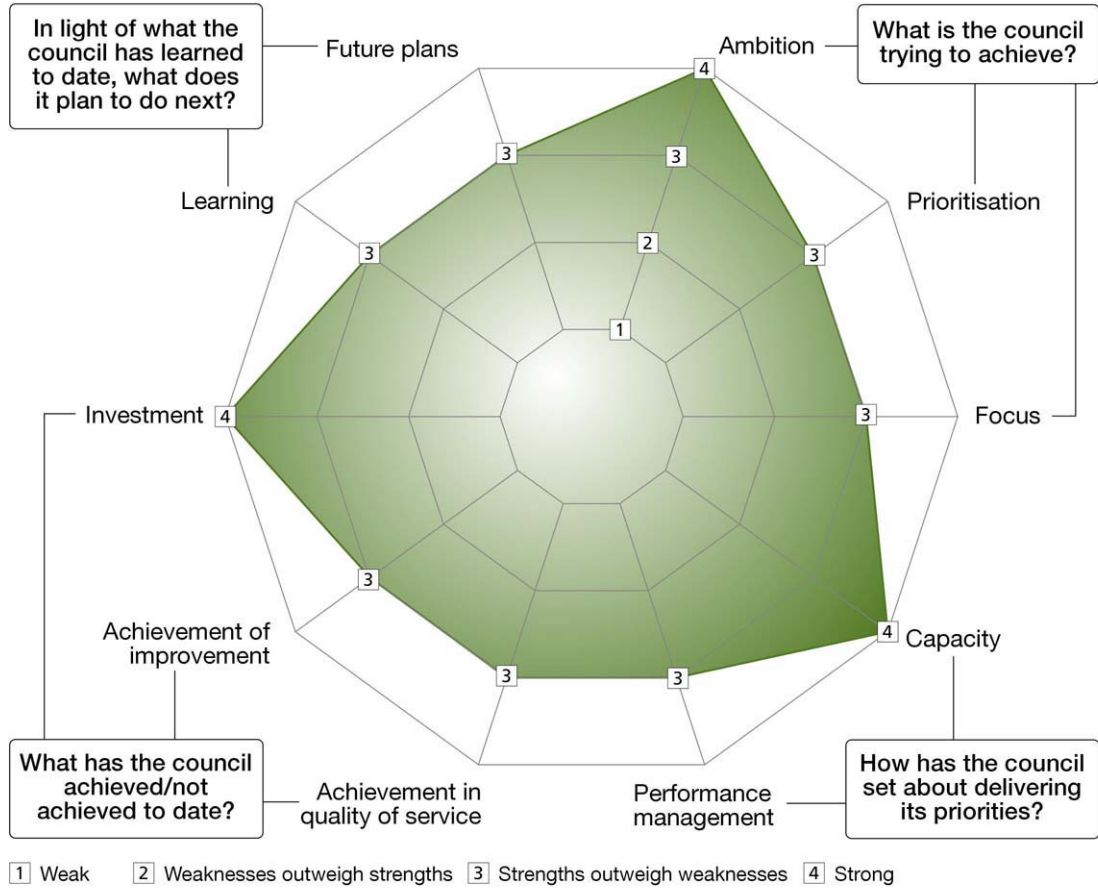 In light of what the
council has learned
to date, what does
it plan to do next?
Future plans
Ambition
What is the council
trying to achieve?
4
3
3
2
1
Learning
3
Prioritisation
3
Investment
4
3
Focus
3
4
Capacity
Achievement of
improvement
3
3
What has the council
achieved/not
achieved to date?
Achievement in
quality of service
Performance
management
How has the council
set about delivering
its priorities?
1 Weak 2 Weaknesses outweigh strengths 3 Strengths outweigh weaknesses 4 Strong